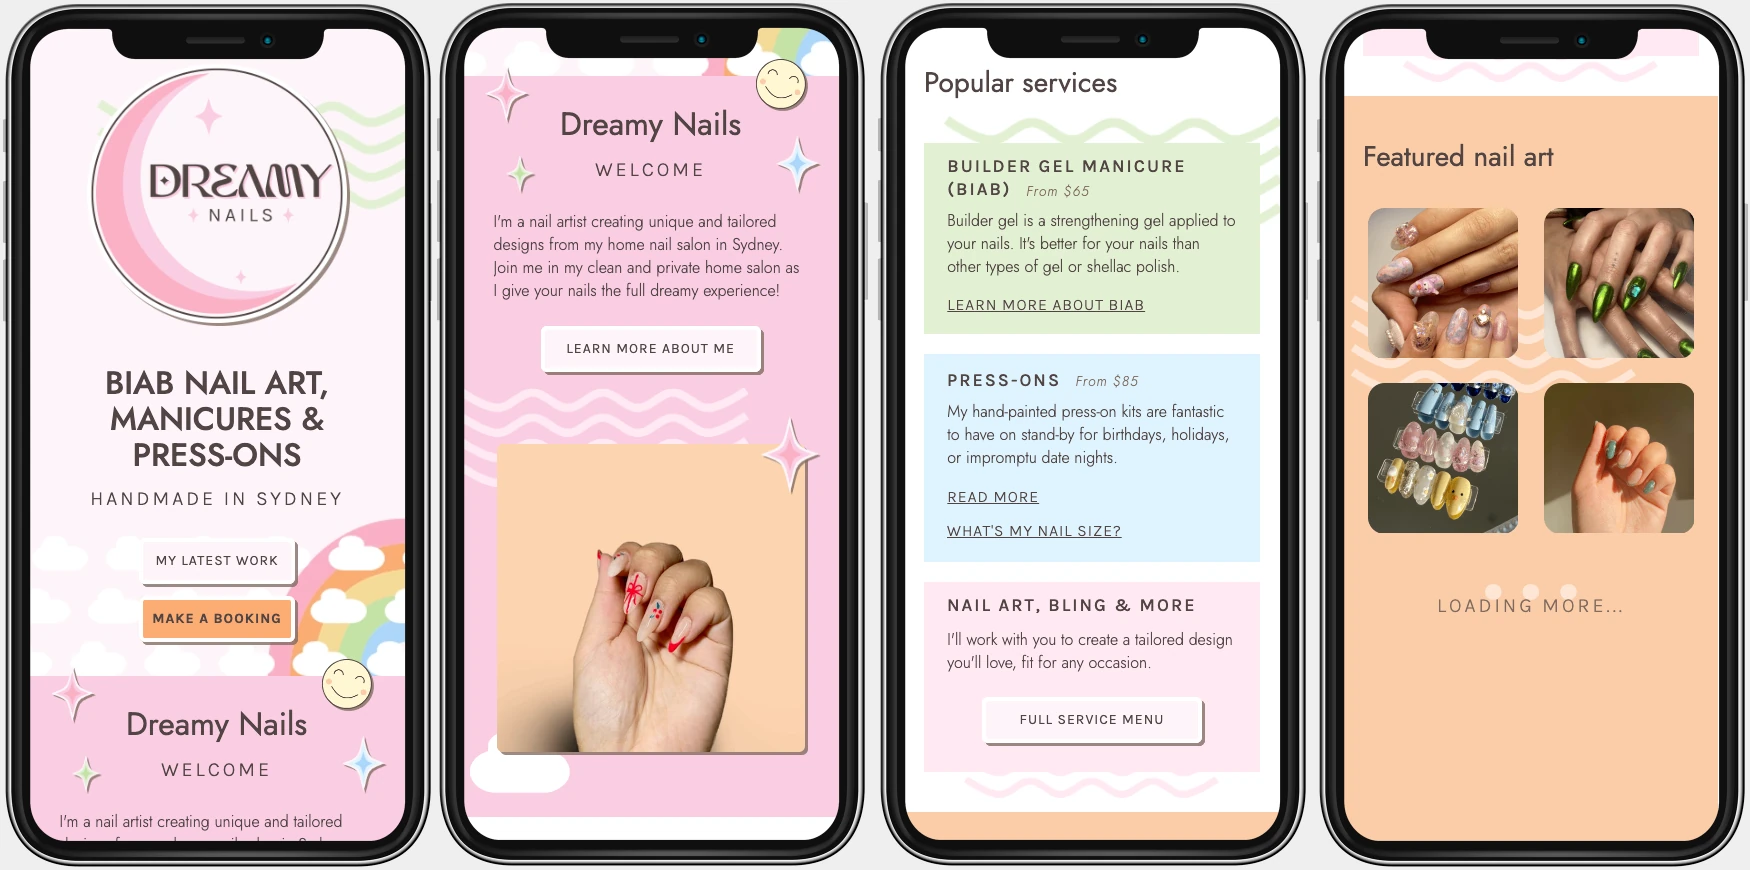 DREAMY
NAILS
BIAB NAIL ART,
MANICURES &
PRESS-ONS
HANDMADE IN SYDNEY
MY LATEST WORK
MAKE A BOOKING
Dreamy Nails
WELCOME
I'm a nail artist creating unique and tailored
Dreamy Nails
WELCOME
I'm a nail artist creating unique and tailored
designs from my home nail salon in Sydney.
Join me in my clean and private home salon as
I give your nails the full dreamy experience!
LEARN MORE ABOUT ME
Popular services
BUILDER GEL MANICURE
(BIAB) From $65
Builder gel is a strengthening gel applied to
your nails. It's better for your nails than
other types of gel or shellac polish.
LEARN MORE ABOUT BIAB
PRESS-ONS From $85
My hand-painted press-on kits are fantastic
to have on stand-by for birthdays, holidays,
or impromptu date nights.
READ MORE
WHAT'S MY NAIL SIZE?
NAIL ART, BLING & MORE
I'll work with you to create a tailored design
you'll love, fit for any occasion.
FULL SERVICE MENU
Featured nail art
LOADING MORE...